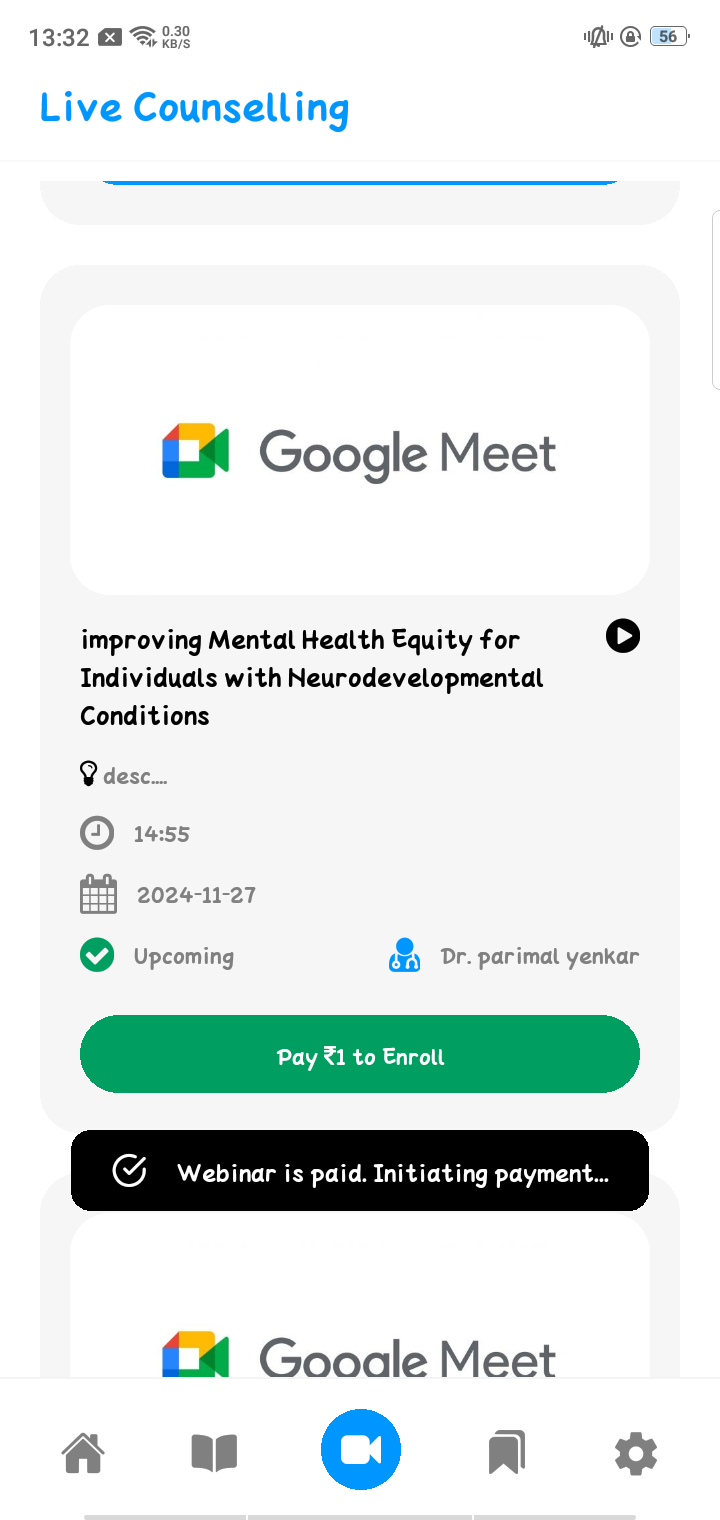 13:32
0.30
KB/S
56
Live Counselling
Google Meet
improving Mental Health Equity for
Individuals with Neurodevelopmental
Conditions
desc....
14:55
2024-11-27
Upcoming
Dr. parimal yenkar
Pay ₹1 to Enroll
Webinar is paid. Initiating payment...
Google Meet